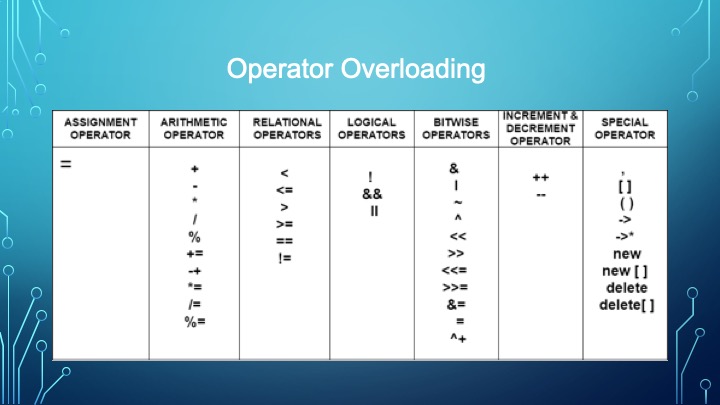 Operator Overloading
ASSIGNMENT
OPERATOR
=
ARITHMETIC
OPERATOR
+
-
*
/
%
+=
-+
*=
/=
%=
RELATIONAL
OPERATORS
<
<=
>
>=
==
!=
LOGICAL
OPERATORS
!
&&
||
BITWISE
OPERATORS
&
|
~
^
<<
>>
<<=
>>=
&=
=
^+
INCREMENT &
DECREMENT
OPERATOR
++
--
SPECIAL
OPERATOR
,
[ ]
( )
->
->*
new
new [ ]
delete
delete[ ]